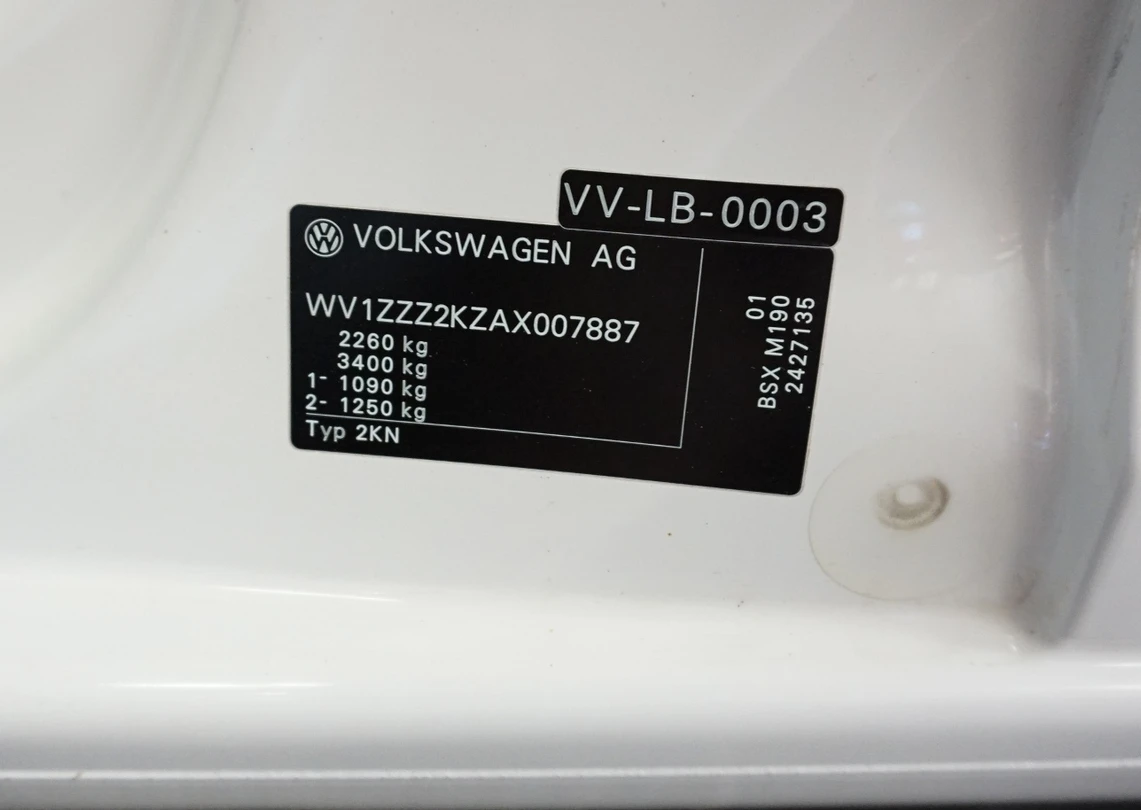 VV-LB-0003
VOLKSWAGEN AG
WV1ZZZ2KZAX007887
2260 kg
3400 kg
1- 1090 kg
2- 1250 kg
Typ 2KN
01
BSX M190
2427135